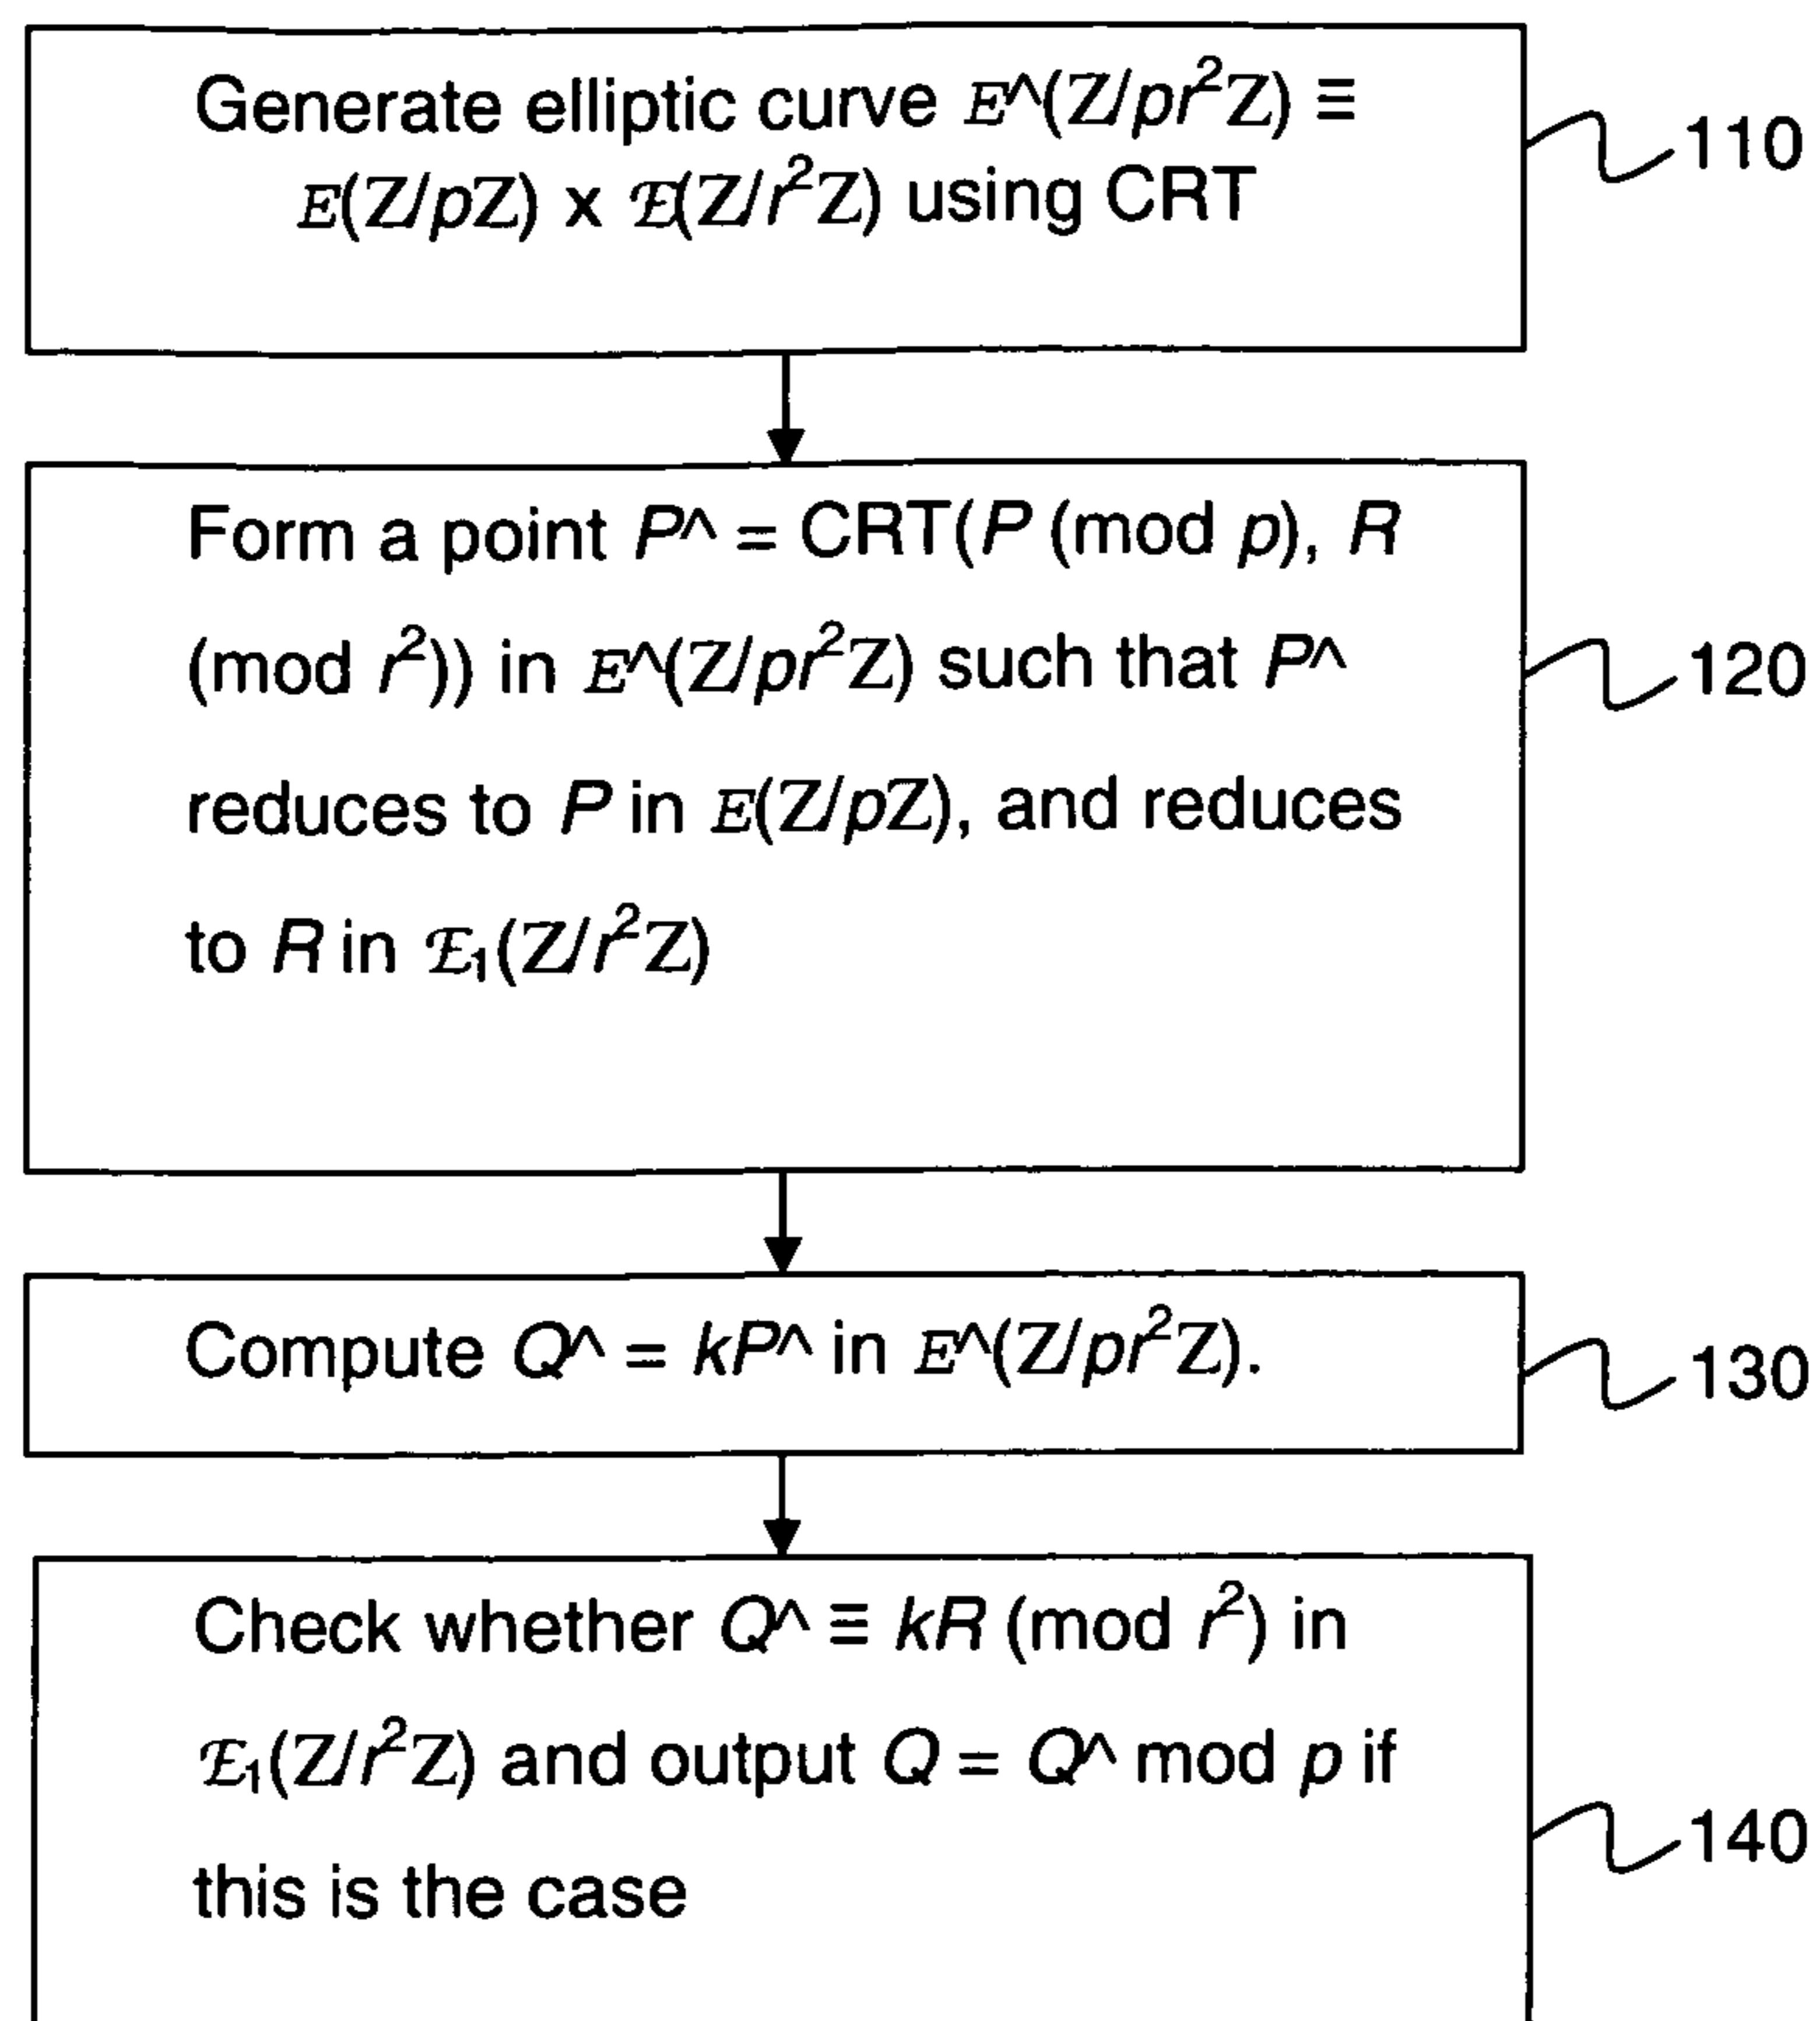 Generate elliptic curve E^(Z/pr²Z) ≡
E(Z/pZ) x ℰ(Z/r²Z) using CRT
110
Form a point P^ = CRT(P (mod p), R
(mod r²)) in E^(Z/pr²Z) such that P^
120
reduces to P in E(Z/pZ), and reduces
to R in ℰ₁(Z/r²Z)
Compute Q^ = kP^ in E^(Z/pr²Z).
130
Check whether Q^ ≡ kR (mod r²) in
ℰ₁(Z/r²Z) and output Q = Q^ mod p if
140
this is the case